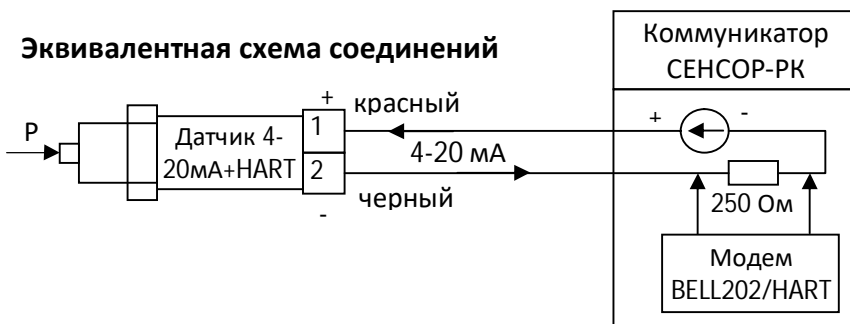 Эквивалентная схема соединений
Коммуникатор
СЕНСОР-РК
P
Датчик 4-
20мА+HART
+
1
2
-
красный
4-20 мА
черный
+
-
250 Ом
Модем
BELL202/HART